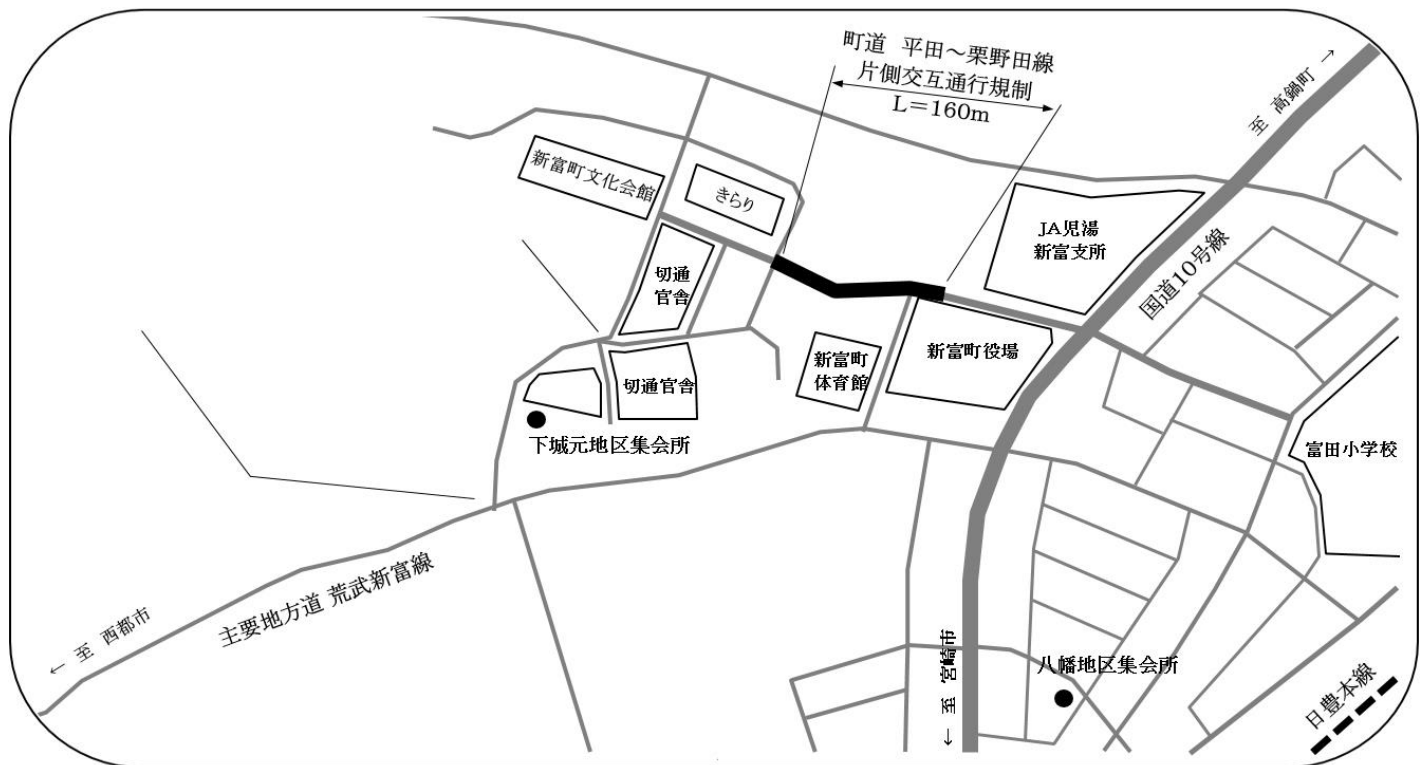 町道 平田～栗野田線
片側交互通行規制
L＝160m
至 高鍋町 →
新富町文化会館
きらり
JA児湯
新富支所
国道10号線
切通
官舎
新富町
体育館
新富町役場
切通官舎
下城元地区集会所
富田小学校
主要地方道 荒武新富線
← 至 西都市
← 至 宮崎市
八幡地区集会所
日豊本線